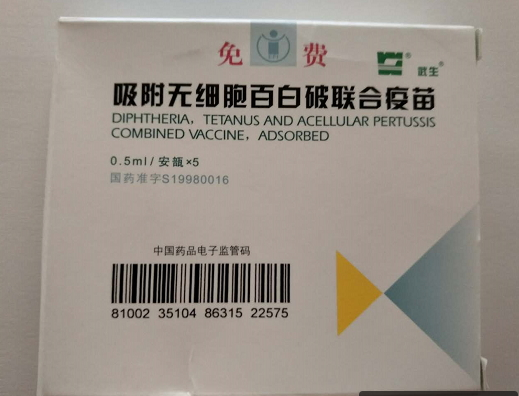 免 费
武生
吸附无细胞百白破联合疫苗
DIPHTHERIA, TETANUS AND ACELLULAR PERTUSSIS
COMBINED VACCINE, ADSORBED
0.5ml/安瓿×5
国药准字S19980016
中国药品电子监管码
81002 35104 86315 22575